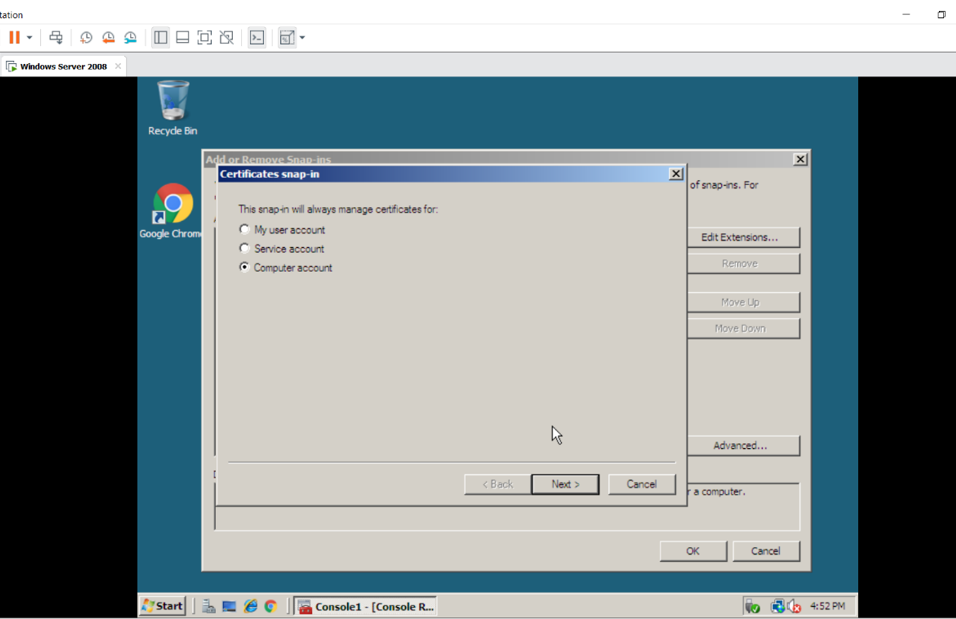 tation
Windows Server 2008
Recycle Bin
Google Chrom
Add or Remove Snap-ins
of snap-ins. For
Certificates snap-in
This snap-in will always manage certificates for:
My user account
Service account
Computer account
< Back
Next >
Cancel
Edit Extensions...
Remove
Move Up
Move Down
Advanced...
r a computer.
OK
Cancel
Start
Console1 - [Console R...
4:52 PM